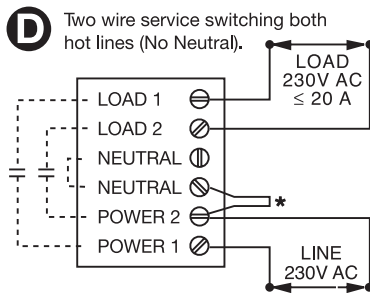 D Two wire service switching both
hot lines (No Neutral).
LOAD
230V AC
≤ 20 A
LOAD 1
LOAD 2
NEUTRAL
NEUTRAL
*
POWER 2
POWER 1
LINE
230V AC